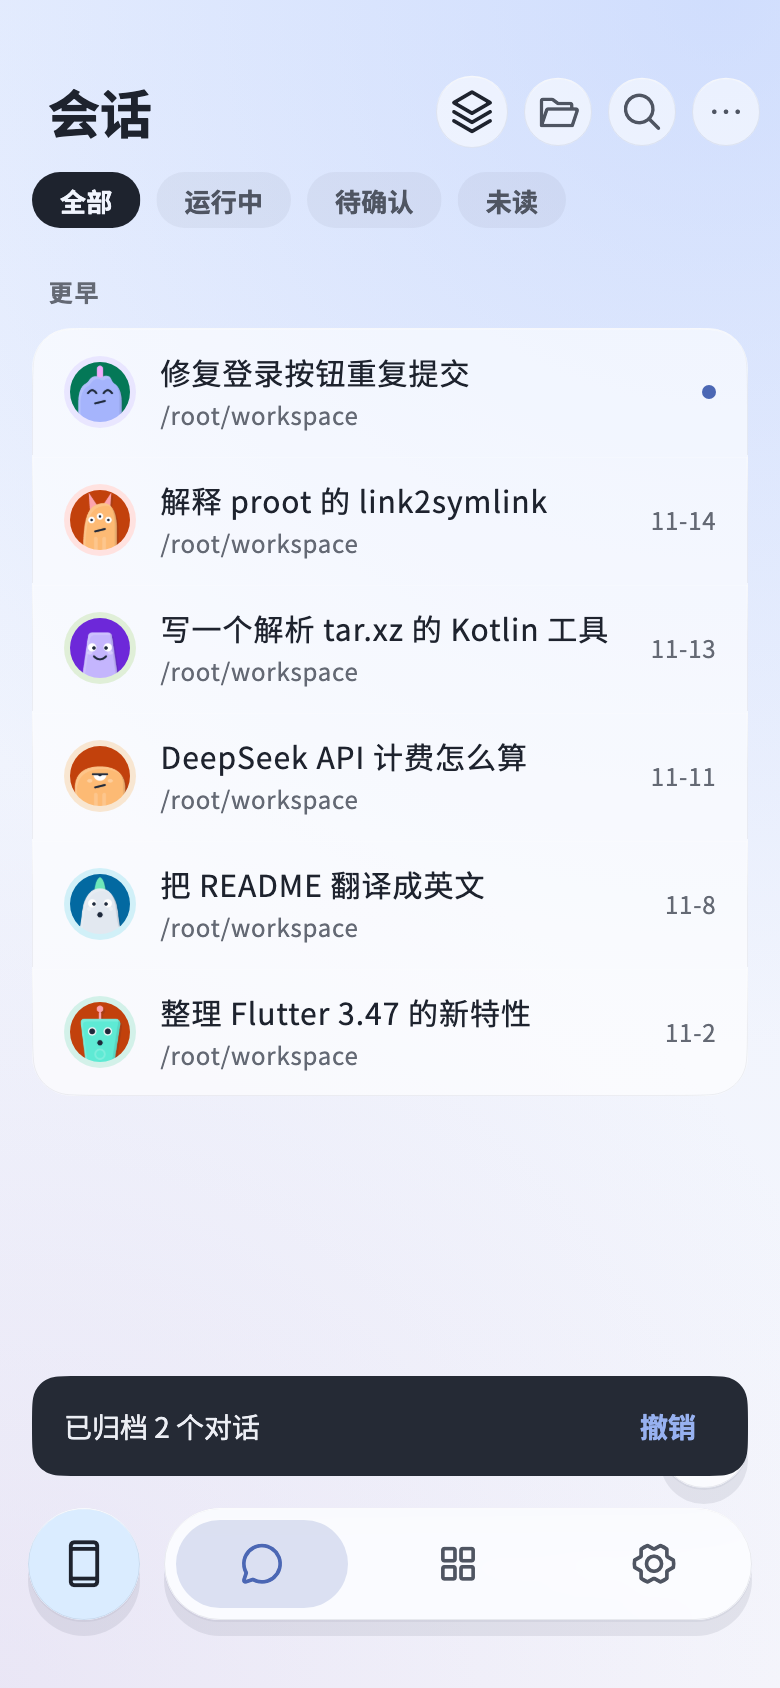 会话
全部
运行中
待确认
未读
更早
修复登录按钮重复提交
/root/workspace
解释 proot 的 link2symlink
/root/workspace
11-14
写一个解析 tar.xz 的 Kotlin 工具
/root/workspace
11-13
DeepSeek API 计费怎么算
/root/workspace
11-11
把 README 翻译成英文
/root/workspace
11-8
整理 Flutter 3.47 的新特性
/root/workspace
11-2
已归档 2 个对话
撤销